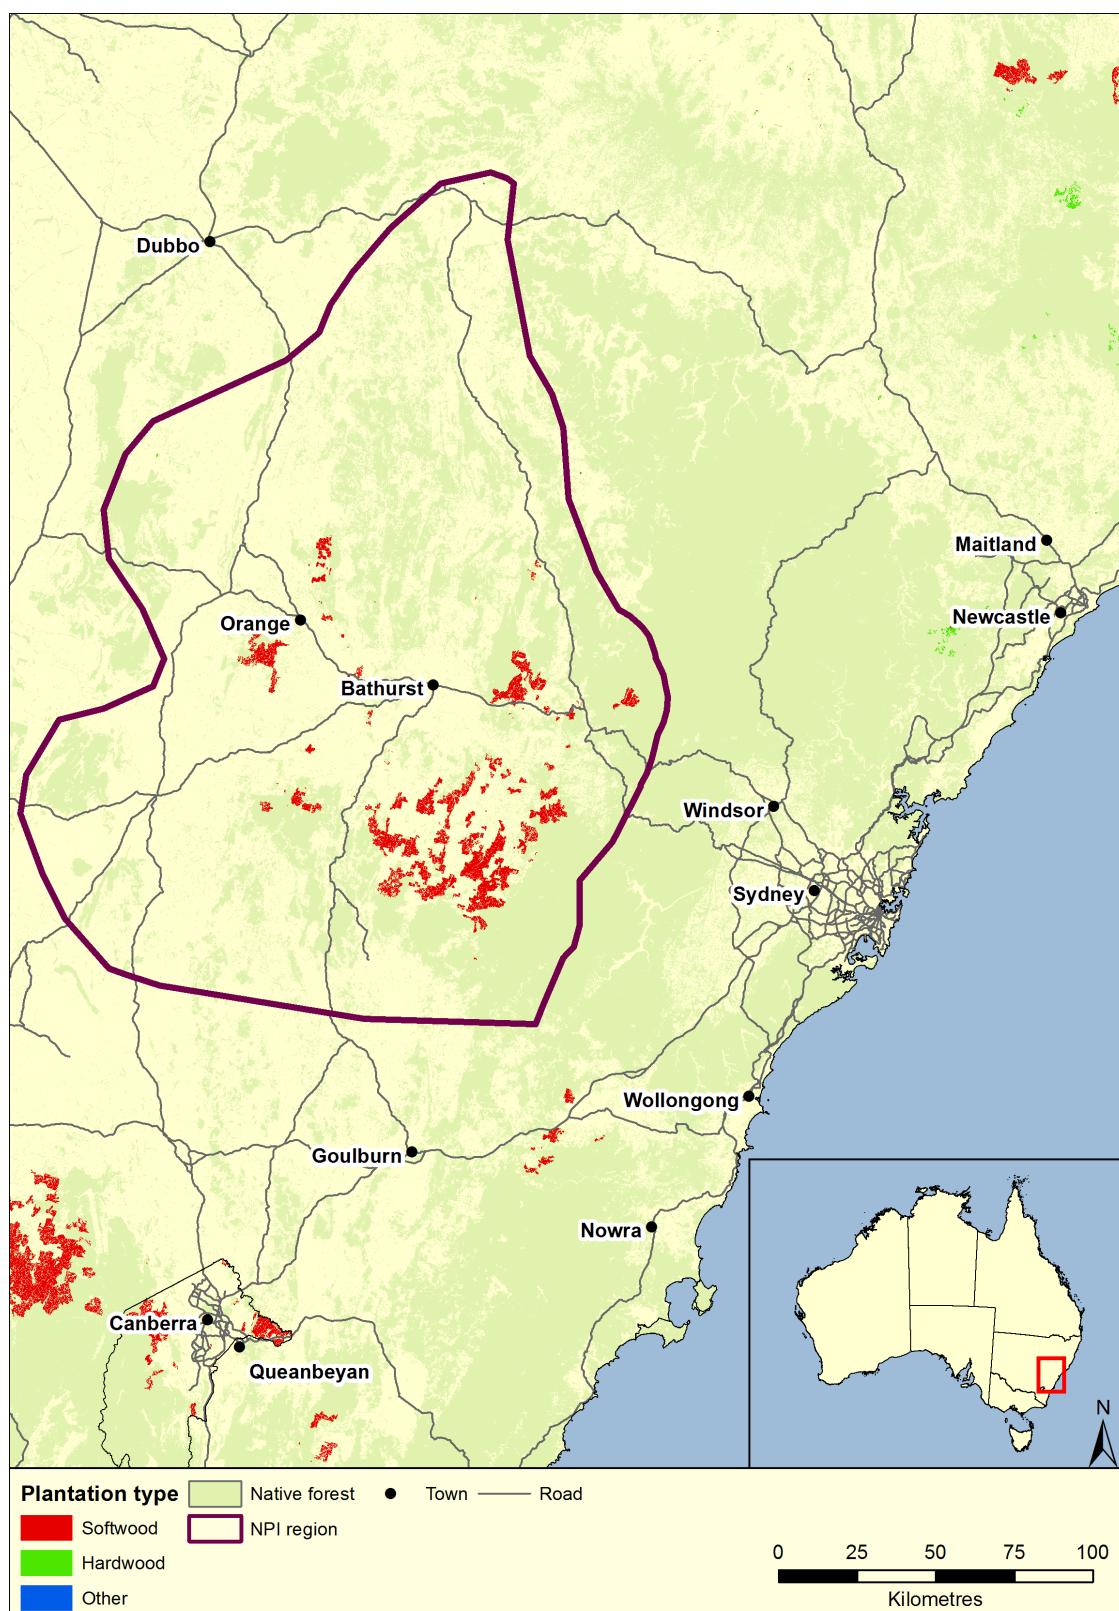 Dubbo
Maitland
Newcastle
Orange
Bathurst
Windsor
Sydney
Wollongong
Goulburn
Nowra
Canberra
Queanbeyan
N
Plantation type
Native forest
Town
Road
Softwood
NPI region
Hardwood
Other
0 25 50 75 100
Kilometres